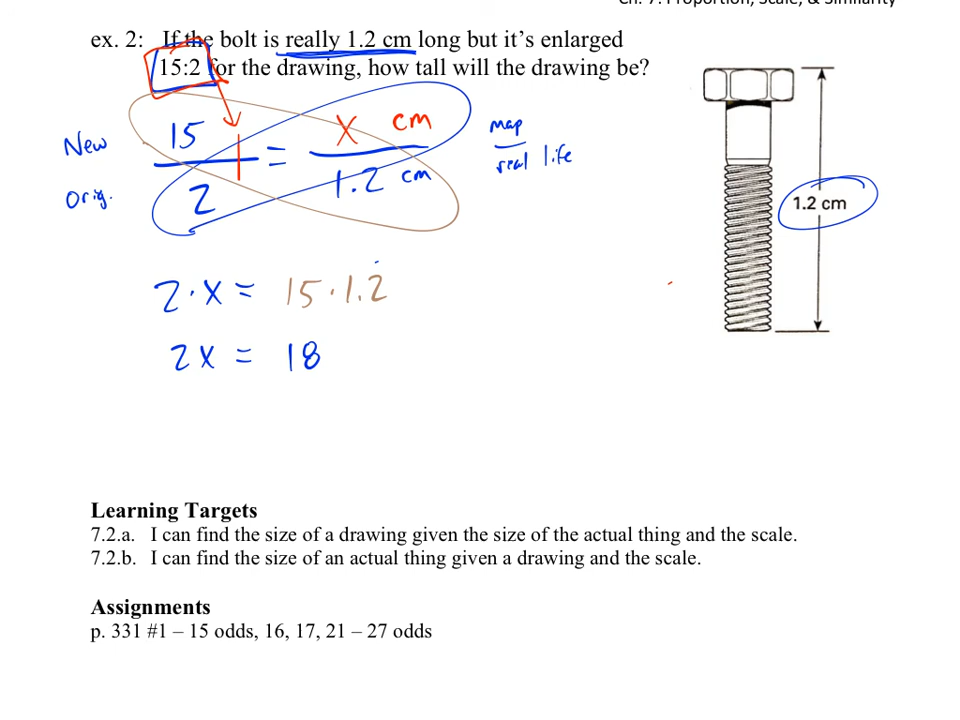 Ch. 7: Proportion, Scale, & Similarity
ex. 2: If the bolt is really 1.2 cm long but it's enlarged
15:2 for the drawing, how tall will the drawing be?
New 15 = x cm map
Orig. 2 1.2 cm real life
1.2 cm
2 · x = 15 · 1.2
2x = 18
Learning Targets
7.2.a. I can find the size of a drawing given the size of the actual thing and the scale.
7.2.b. I can find the size of an actual thing given a drawing and the scale.
Assignments
p. 331 #1 – 15 odds, 16, 17, 21 – 27 odds